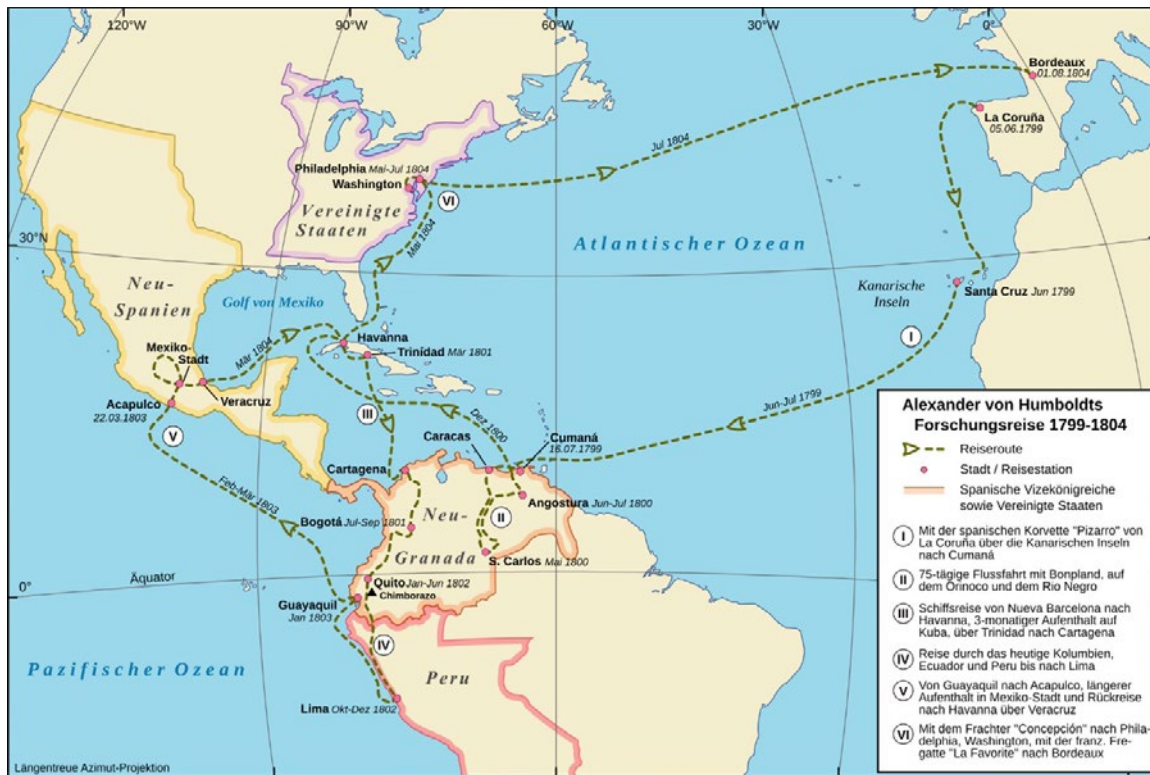 120°W
90°W
60°W
30°W
0°
Bordeaux
01.08.1804
La Coruña
05.06.1799
Jul 1804
Philadelphia Mai-Jul 1804
Washington
VI
Vereinigte
Staaten
Mai 1804
30°N
Atlantischer Ozean
Neu-
Spanien
Golf von Mexiko
Kanarische
Inseln
Santa Cruz Jun 1799
I
Mexiko-
Stadt
Mär 1804
Havanna
Trinidad Mär 1801
Acapulco
22.03.1803
Veracruz
V
III
Dez 1800
Jun-Jul 1799
Caracas
Cumaná
16.07.1799
Cartagena
Feb-Mär 1803
Angostura Jun-Jul 1800
II
Bogotá Jul-Sep 1801
Neu-
Granada
S. Carlos Mai 1800
0°
Äquator
Quito Jan-Jun 1802
Chimborazo
Guayaquil
Jan 1803
IV
Pazifischer Ozean
Peru
Lima Okt-Dez 1802
Längentreue Azimut-Projektion
Alexander von Humboldts
Forschungsreise 1799-1804
Reiseroute
Stadt / Reisestation
Spanische Vizekönigreiche
sowie Vereinigte Staaten
I Mit der spanischen Korvette "Pizarro" von
La Coruña über die Kanarischen Inseln
nach Cumaná
II 75-tägige Flussfahrt mit Bonpland, auf
dem Orinoco und dem Rio Negro
III Schiffsreise von Nueva Barcelona nach
Havanna, 3-monatiger Aufenthalt auf
Kuba, über Trinidad nach Cartagena
IV Reise durch das heutige Kolumbien,
Ecuador und Peru bis nach Lima
V Von Guayaquil nach Acapulco, längerer
Aufenthalt in Mexiko-Stadt und Rückreise
nach Havanna über Veracruz
VI Mit dem Frachter "Concepción" nach Phila-
delphia, Washington, mit der franz. Fre-
gatte "La Favorite" nach Bordeaux